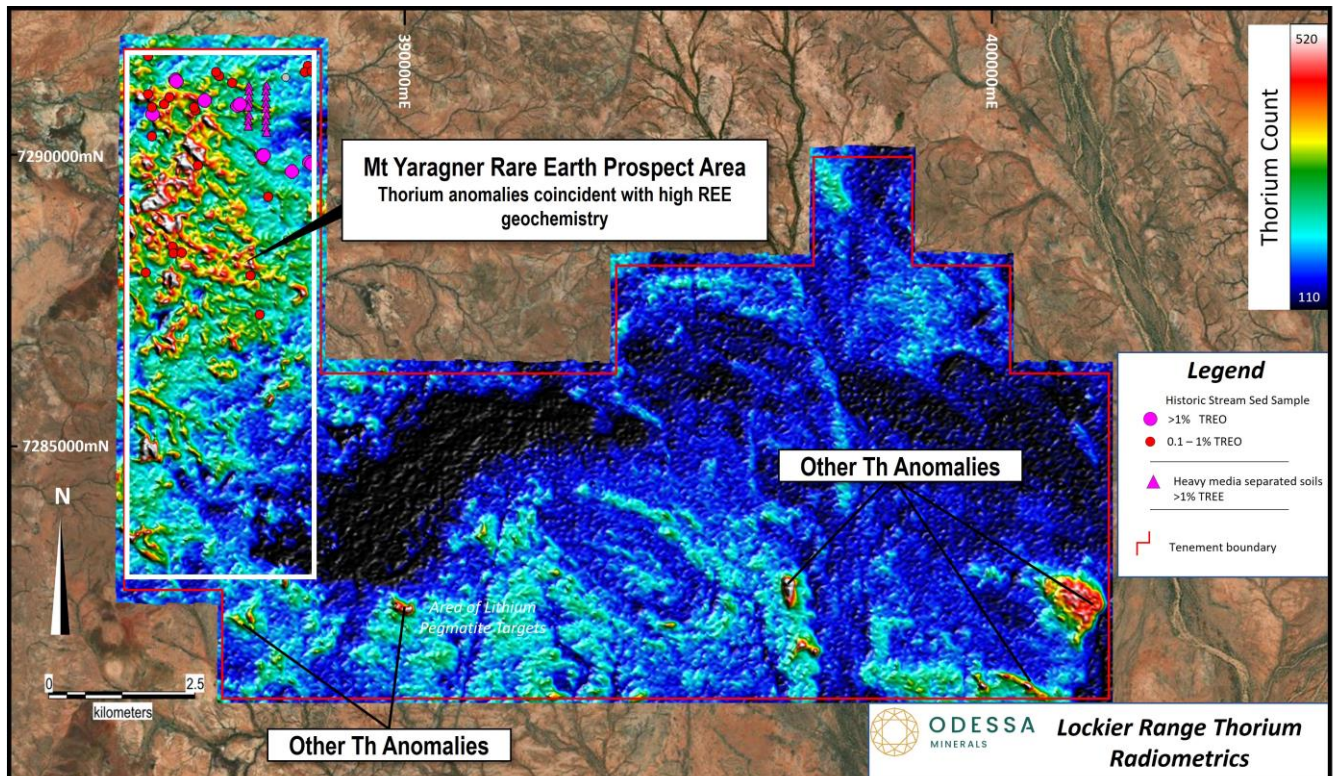 390000mE
400000mE
7290000mN
7285000mN
Mt Yaragner Rare Earth Prospect Area
Thorium anomalies coincident with high REE
geochemistry
520
Thorium Count
110
Legend
Historic Stream Sed Sample
>1% TREO
0.1 – 1% TREO
Heavy media separated soils
>1% TREE
Tenement boundary
Other Th Anomalies
Area of Lithium
Pegmatite Targets
N
0 2.5
kilometers
Other Th Anomalies
ODESSA
MINERALS
Lockier Range Thorium
Radiometrics